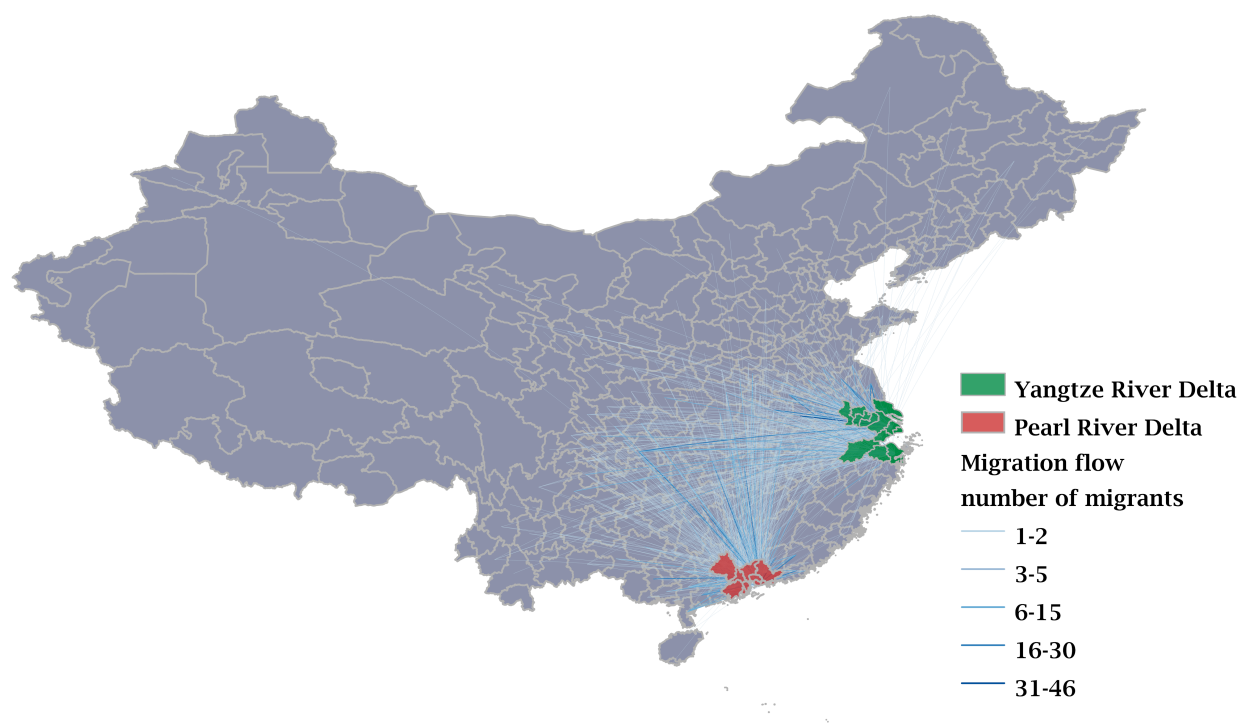 Yangtze River Delta
Pearl River Delta
Migration flow
number of migrants
1-2
3-5
6-15
16-30
31-46